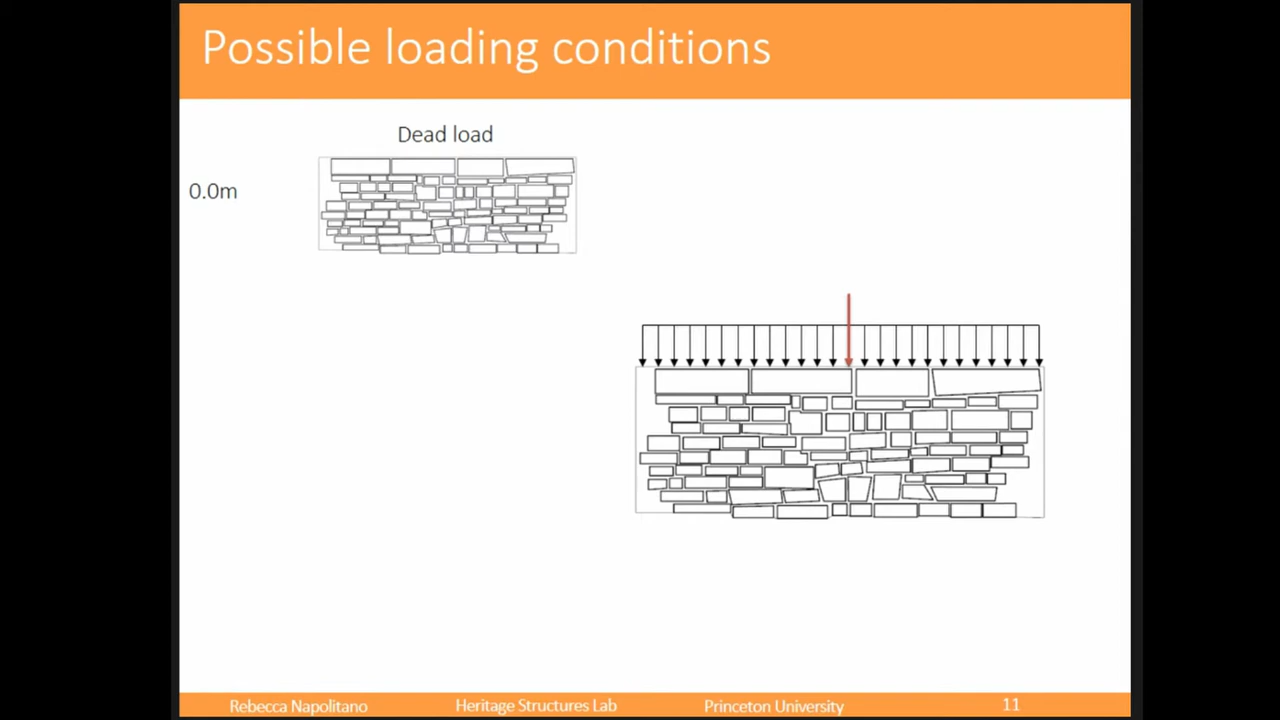 Possible loading conditions
Dead load
0.0m
Rebecca Napolitano Heritage Structures Lab Princeton University 11